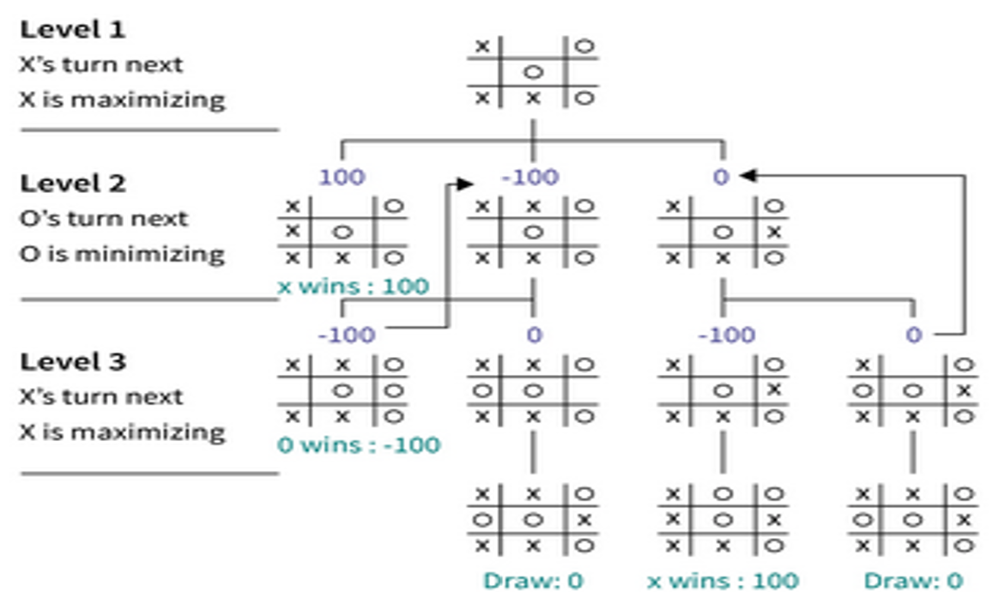 Level 1
X's turn next
X is maximizing
X O
O
X X O
100 -100 0
Level 2
O's turn next
O is minimizing
X O X X O X O
X O O O X
X X O X X O X X O
x wins : 100
-100 0 -100 0
Level 3
X's turn next
X is maximizing
X X O X X O X O X O
O O O O O X O O X
X X O X X O X X O X X O
0 wins : -100
X X O X O O X X O
O O X X O X O O X
X X O X X O X X O
Draw: 0 x wins : 100 Draw: 0